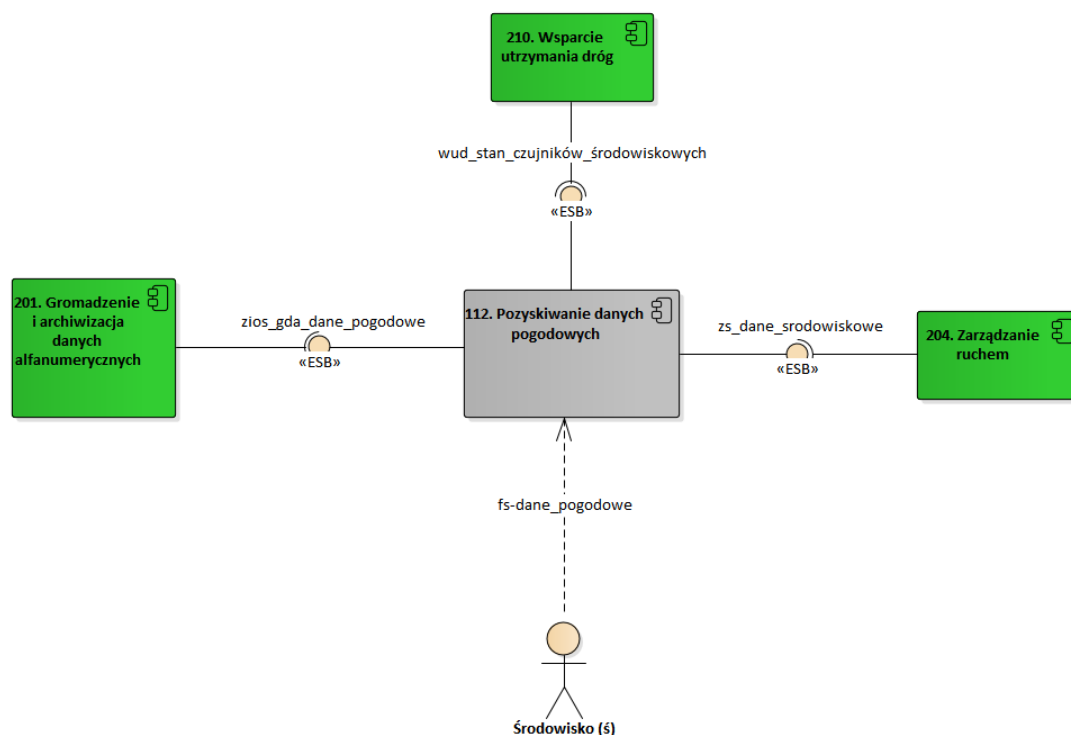 210. Wsparcie
utrzymania dróg
wud_stan_czujników_środowiskowych
«ESB»
201. Gromadzenie
i archiwizacja
danych
alfanumerycznych
zios_gda_dane_pogodowe
«ESB»
112. Pozyskiwanie danych
pogodowych
zs_dane_srodowiskowe
«ESB»
204. Zarządzanie
ruchem
fs-dane_pogodowe
Środowisko (ś)